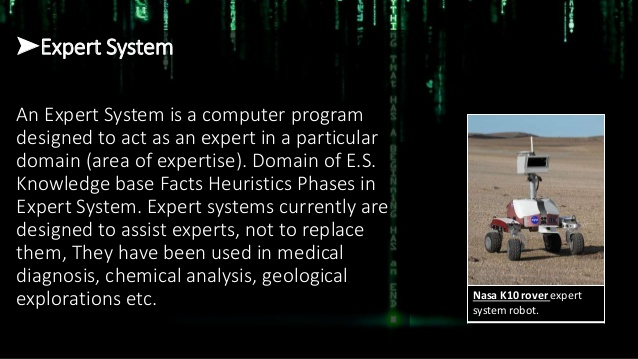 ➤Expert System
An Expert System is a computer program
designed to act as an expert in a particular
domain (area of expertise). Domain of E.S.
Knowledge base Facts Heuristics Phases in
Expert System. Expert systems currently are
designed to assist experts, not to replace
them, They have been used in medical
diagnosis, chemical analysis, geological
explorations etc.
Nasa K10 rover expert
system robot.